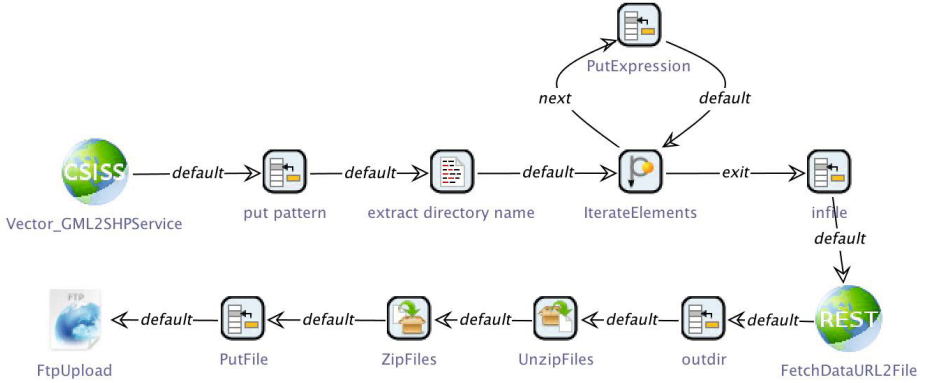 PutExpression
next
default
CSISS
default
default
default
exit
Vector_GML2SHPService
put pattern
extract directory name
IterateElements
infile
default
FTP
default
default
default
default
default
REST
FtpUpload
PutFile
ZipFiles
UnzipFiles
outdir
FetchDataURL2File